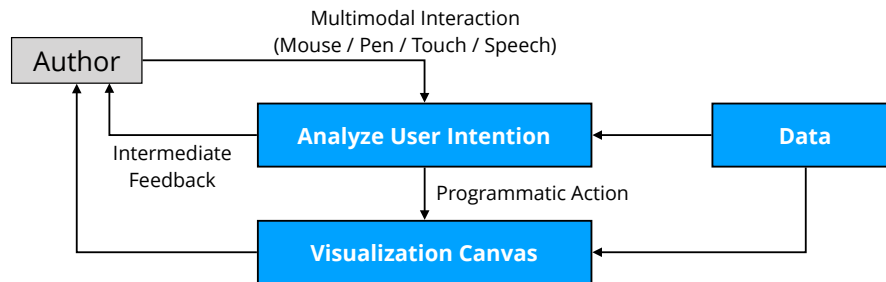 Multimodal Interaction
(Mouse / Pen / Touch / Speech)
Author
Analyze User Intention
Data
Intermediate
Feedback
Programmatic Action
Visualization Canvas